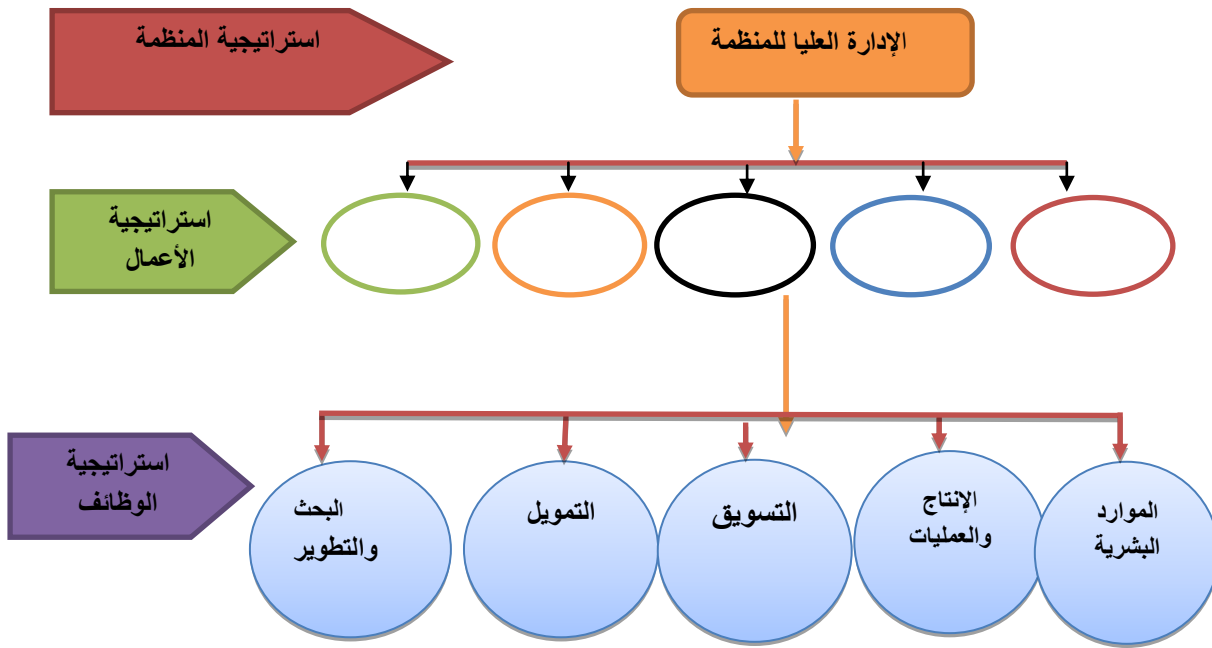 الإدارة العليا للمنظمة
استراتيجية المنظمة
استراتيجية
الأعمال
استراتيجية
الوظائف
الموارد
البشرية
الإنتاج
والعمليات
التسويق
التمويل
البحث
والتطوير